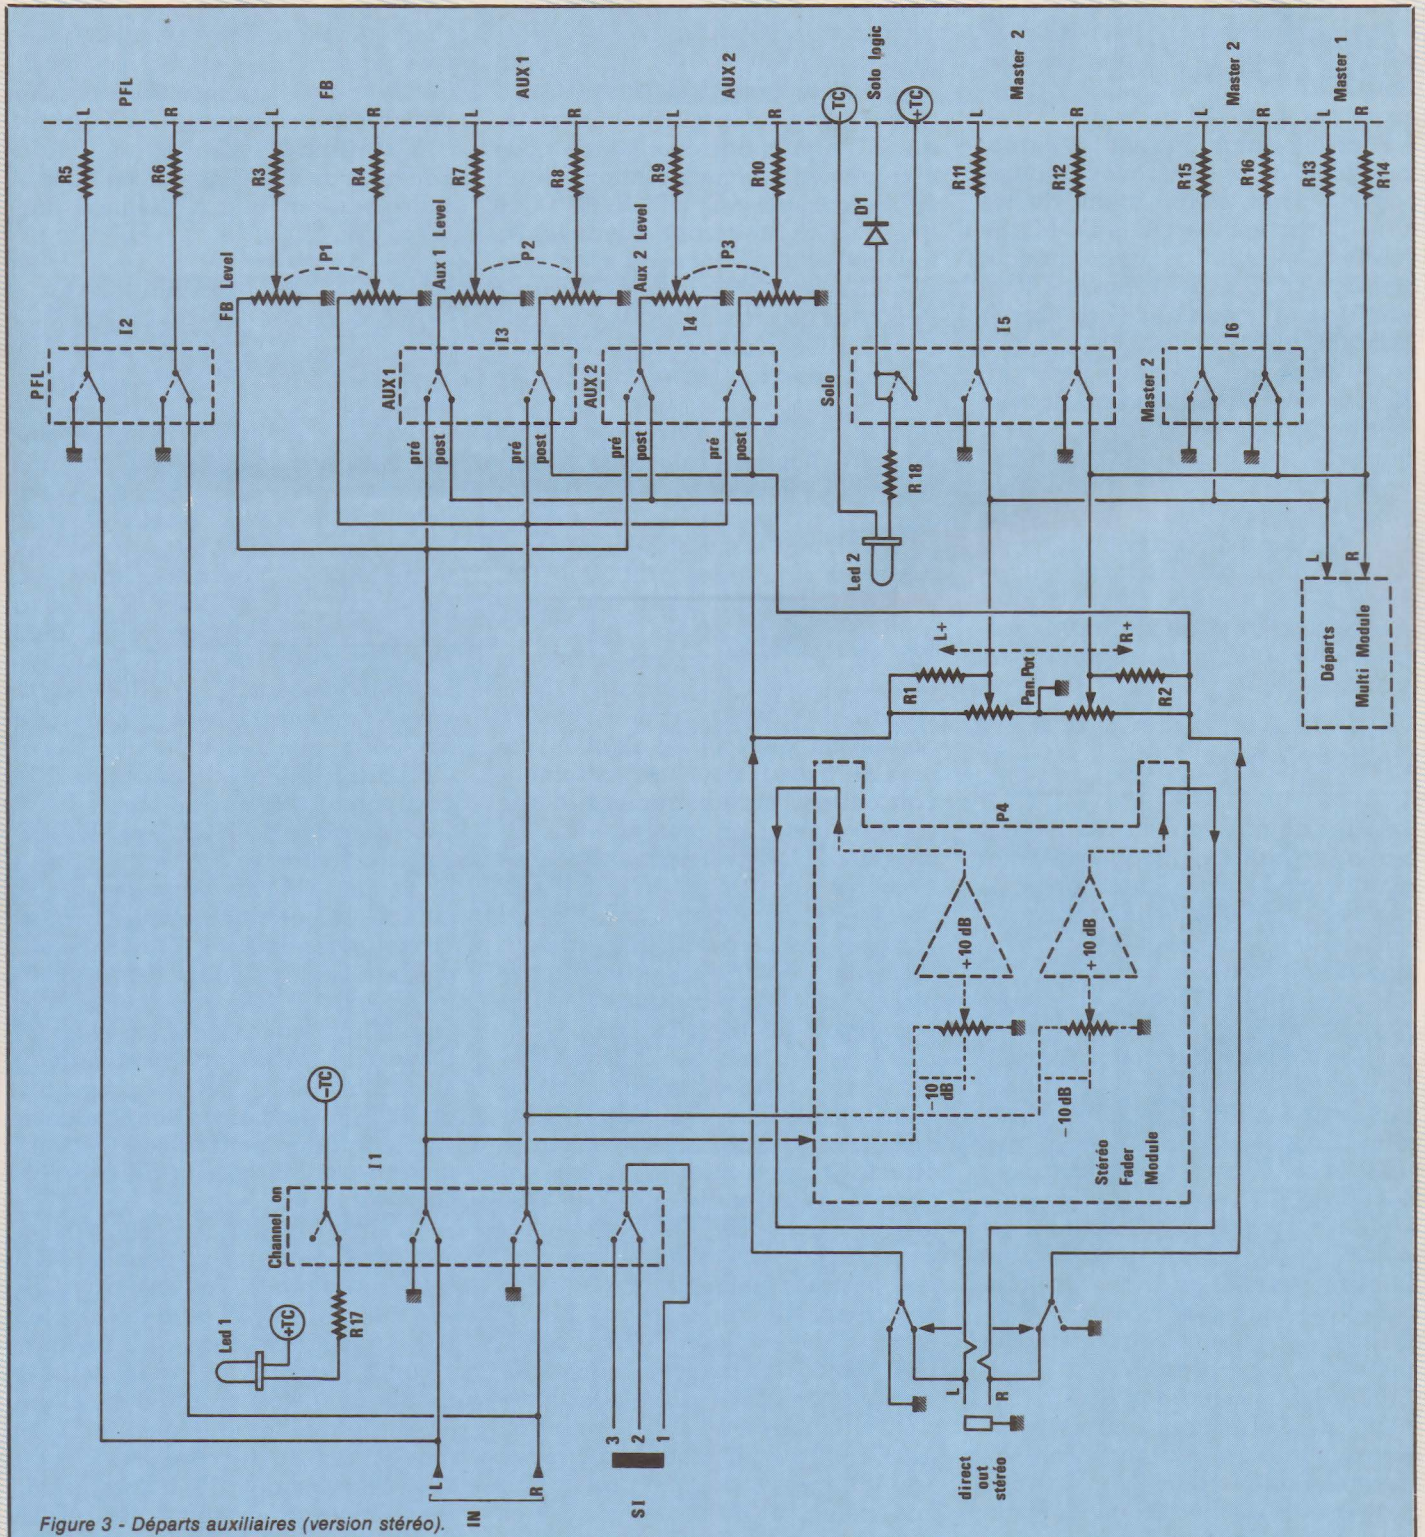 PFL
FB
AUX 1
AUX 2
Solo logic
Master 2
Master 2
Master 1
L
R
L
R
L
R
L
R
–TC
+TC
L
R
L
R
L
R
R5
R6
R3
R4
R7
R8
R9
R10
D1
R11
R12
R15
R16
R13
R14
FB Level
P1
Aux 1 Level
P2
Aux 2 Level
P3
PFL
I2
AUX1
I3
AUX 2
I4
Solo
I5
Master 2
I6
pré
post
pré
post
pré
post
pré
post
R 18
Led 2
L
R
Départs
Multi Module
L+
R+
R1
Pan.Pot
R2
P4
+10 dB
+10 dB
–10
dB
–10 dB
Stéréo
Fader
Module
–TC
I1
Channel on
Led 1
+TC
R17
3
2
1
SI
L
R
IN
L
R
direct
out
stéréo
Figure 3 - Départs auxiliaires (version stéréo).